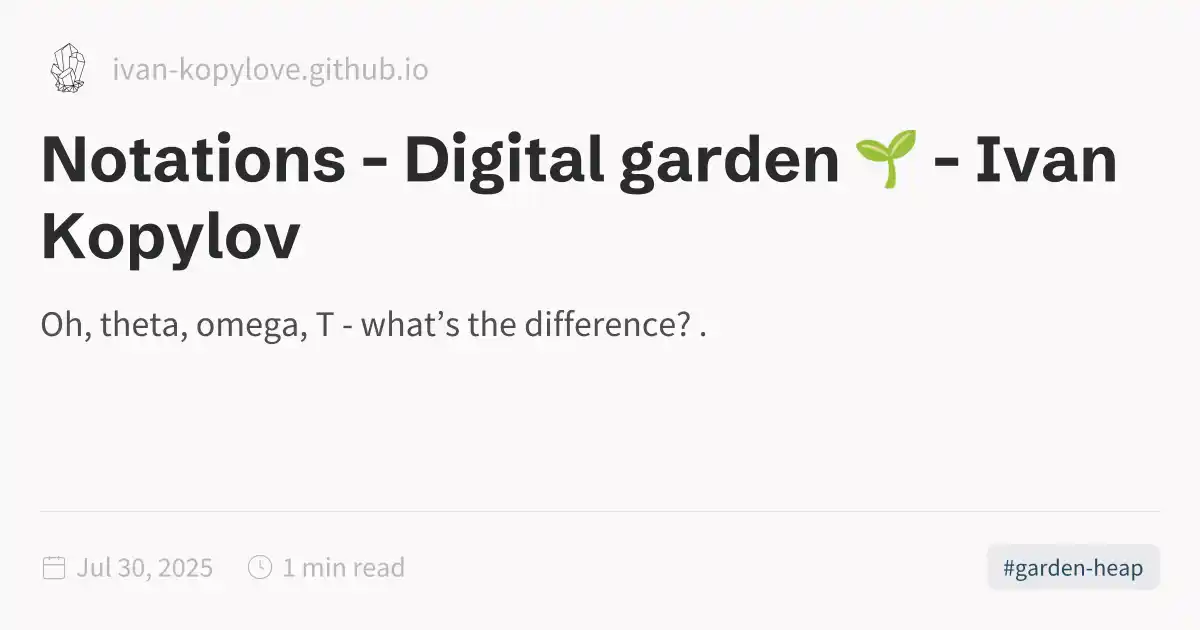 ivan-kopylove.github.io
Notations - Digital garden 🌱 - Ivan
Kopylov
Oh, theta, omega, T - what’s the difference? .
Jul 30, 2025
1 min read
#garden-heap